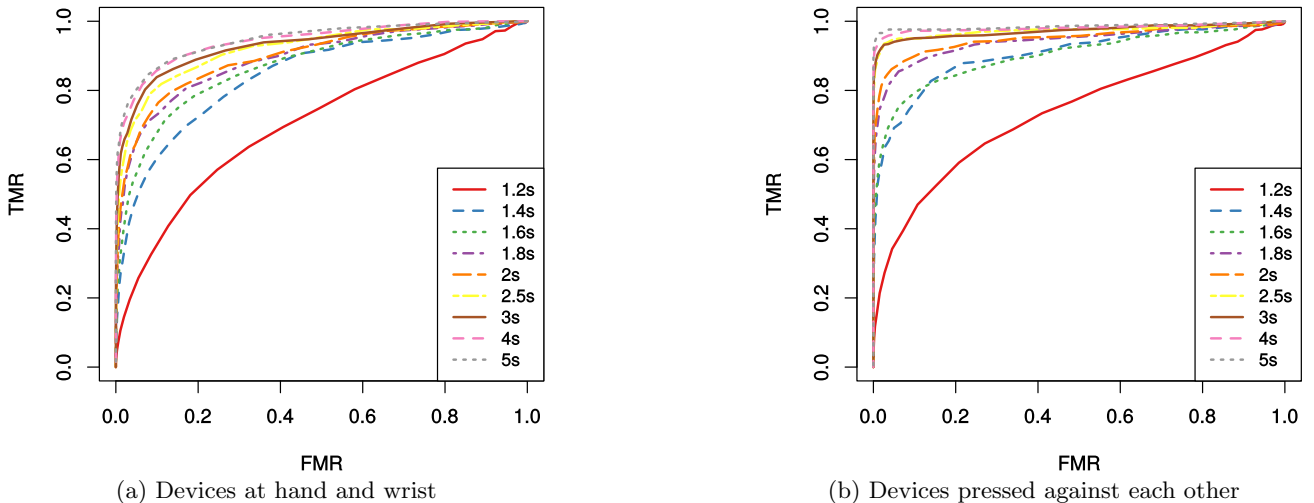 TMR
1.0
0.8
0.6
0.4
0.2
0.0
1.2s
1.4s
1.6s
1.8s
2s
2.5s
3s
4s
5s
0.0 0.2 0.4 0.6 0.8 1.0
FMR
(a) Devices at hand and wrist
TMR
1.0
0.8
0.6
0.4
0.2
0.0
1.2s
1.4s
1.6s
1.8s
2s
2.5s
3s
4s
5s
0.0 0.2 0.4 0.6 0.8 1.0
FMR
(b) Devices pressed against each other